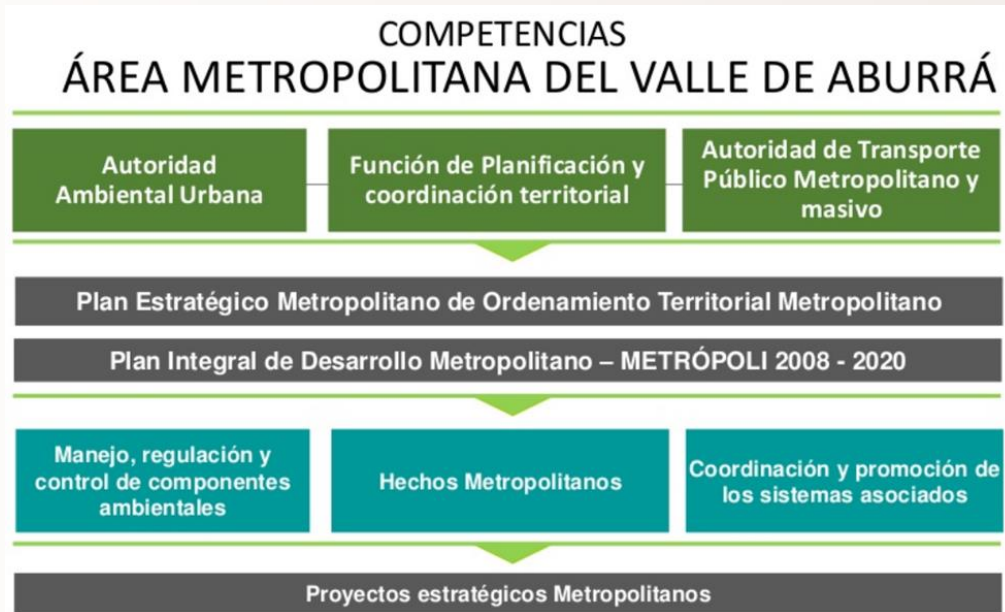 COMPETENCIAS
ÁREA METROPOLITANA DEL VALLE DE ABURRÁ
Autoridad
Ambiental Urbana
Función de Planificación y
coordinación territorial
Autoridad de Transporte
Público Metropolitano y
masivo
Plan Estratégico Metropolitano de Ordenamiento Territorial Metropolitano
Plan Integral de Desarrollo Metropolitano – METRÓPOLI 2008 - 2020
Manejo, regulación y
control de componentes
ambientales
Hechos Metropolitanos
Coordinación y promoción de
los sistemas asociados
Proyectos estratégicos Metropolitanos